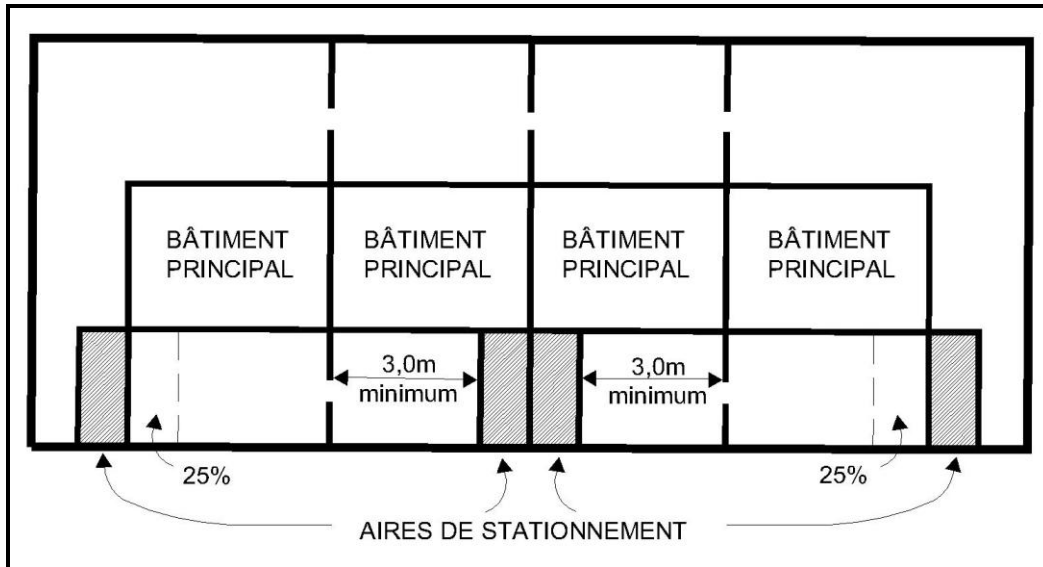 BÂTIMENT
PRINCIPAL
BÂTIMENT
PRINCIPAL
BÂTIMENT
PRINCIPAL
BÂTIMENT
PRINCIPAL
3,0m
minimum
3,0m
minimum
25%
25%
AIRES DE STATIONNEMENT